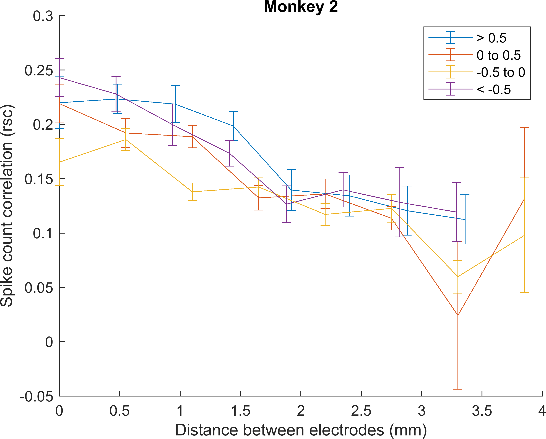 Monkey 2
> 0.5
0 to 0.5
-0.5 to 0
< -0.5
Spike count correlation (rsc)
0.3
0.25
0.2
0.15
0.1
0.05
0
-0.05
0 0.5 1 1.5 2 2.5 3 3.5 4
Distance between electrodes (mm)